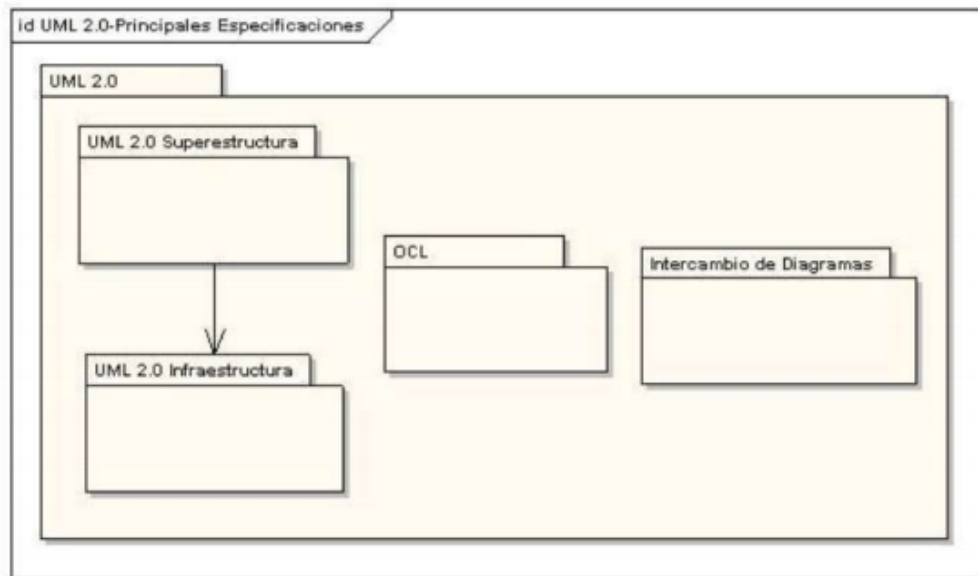 id UML 2.0-Principales Especificaciones
UML 2.0
UML 2.0 Superestructura
OCL
Intercambio de Diagramas
UML 2.0 Infraestructura